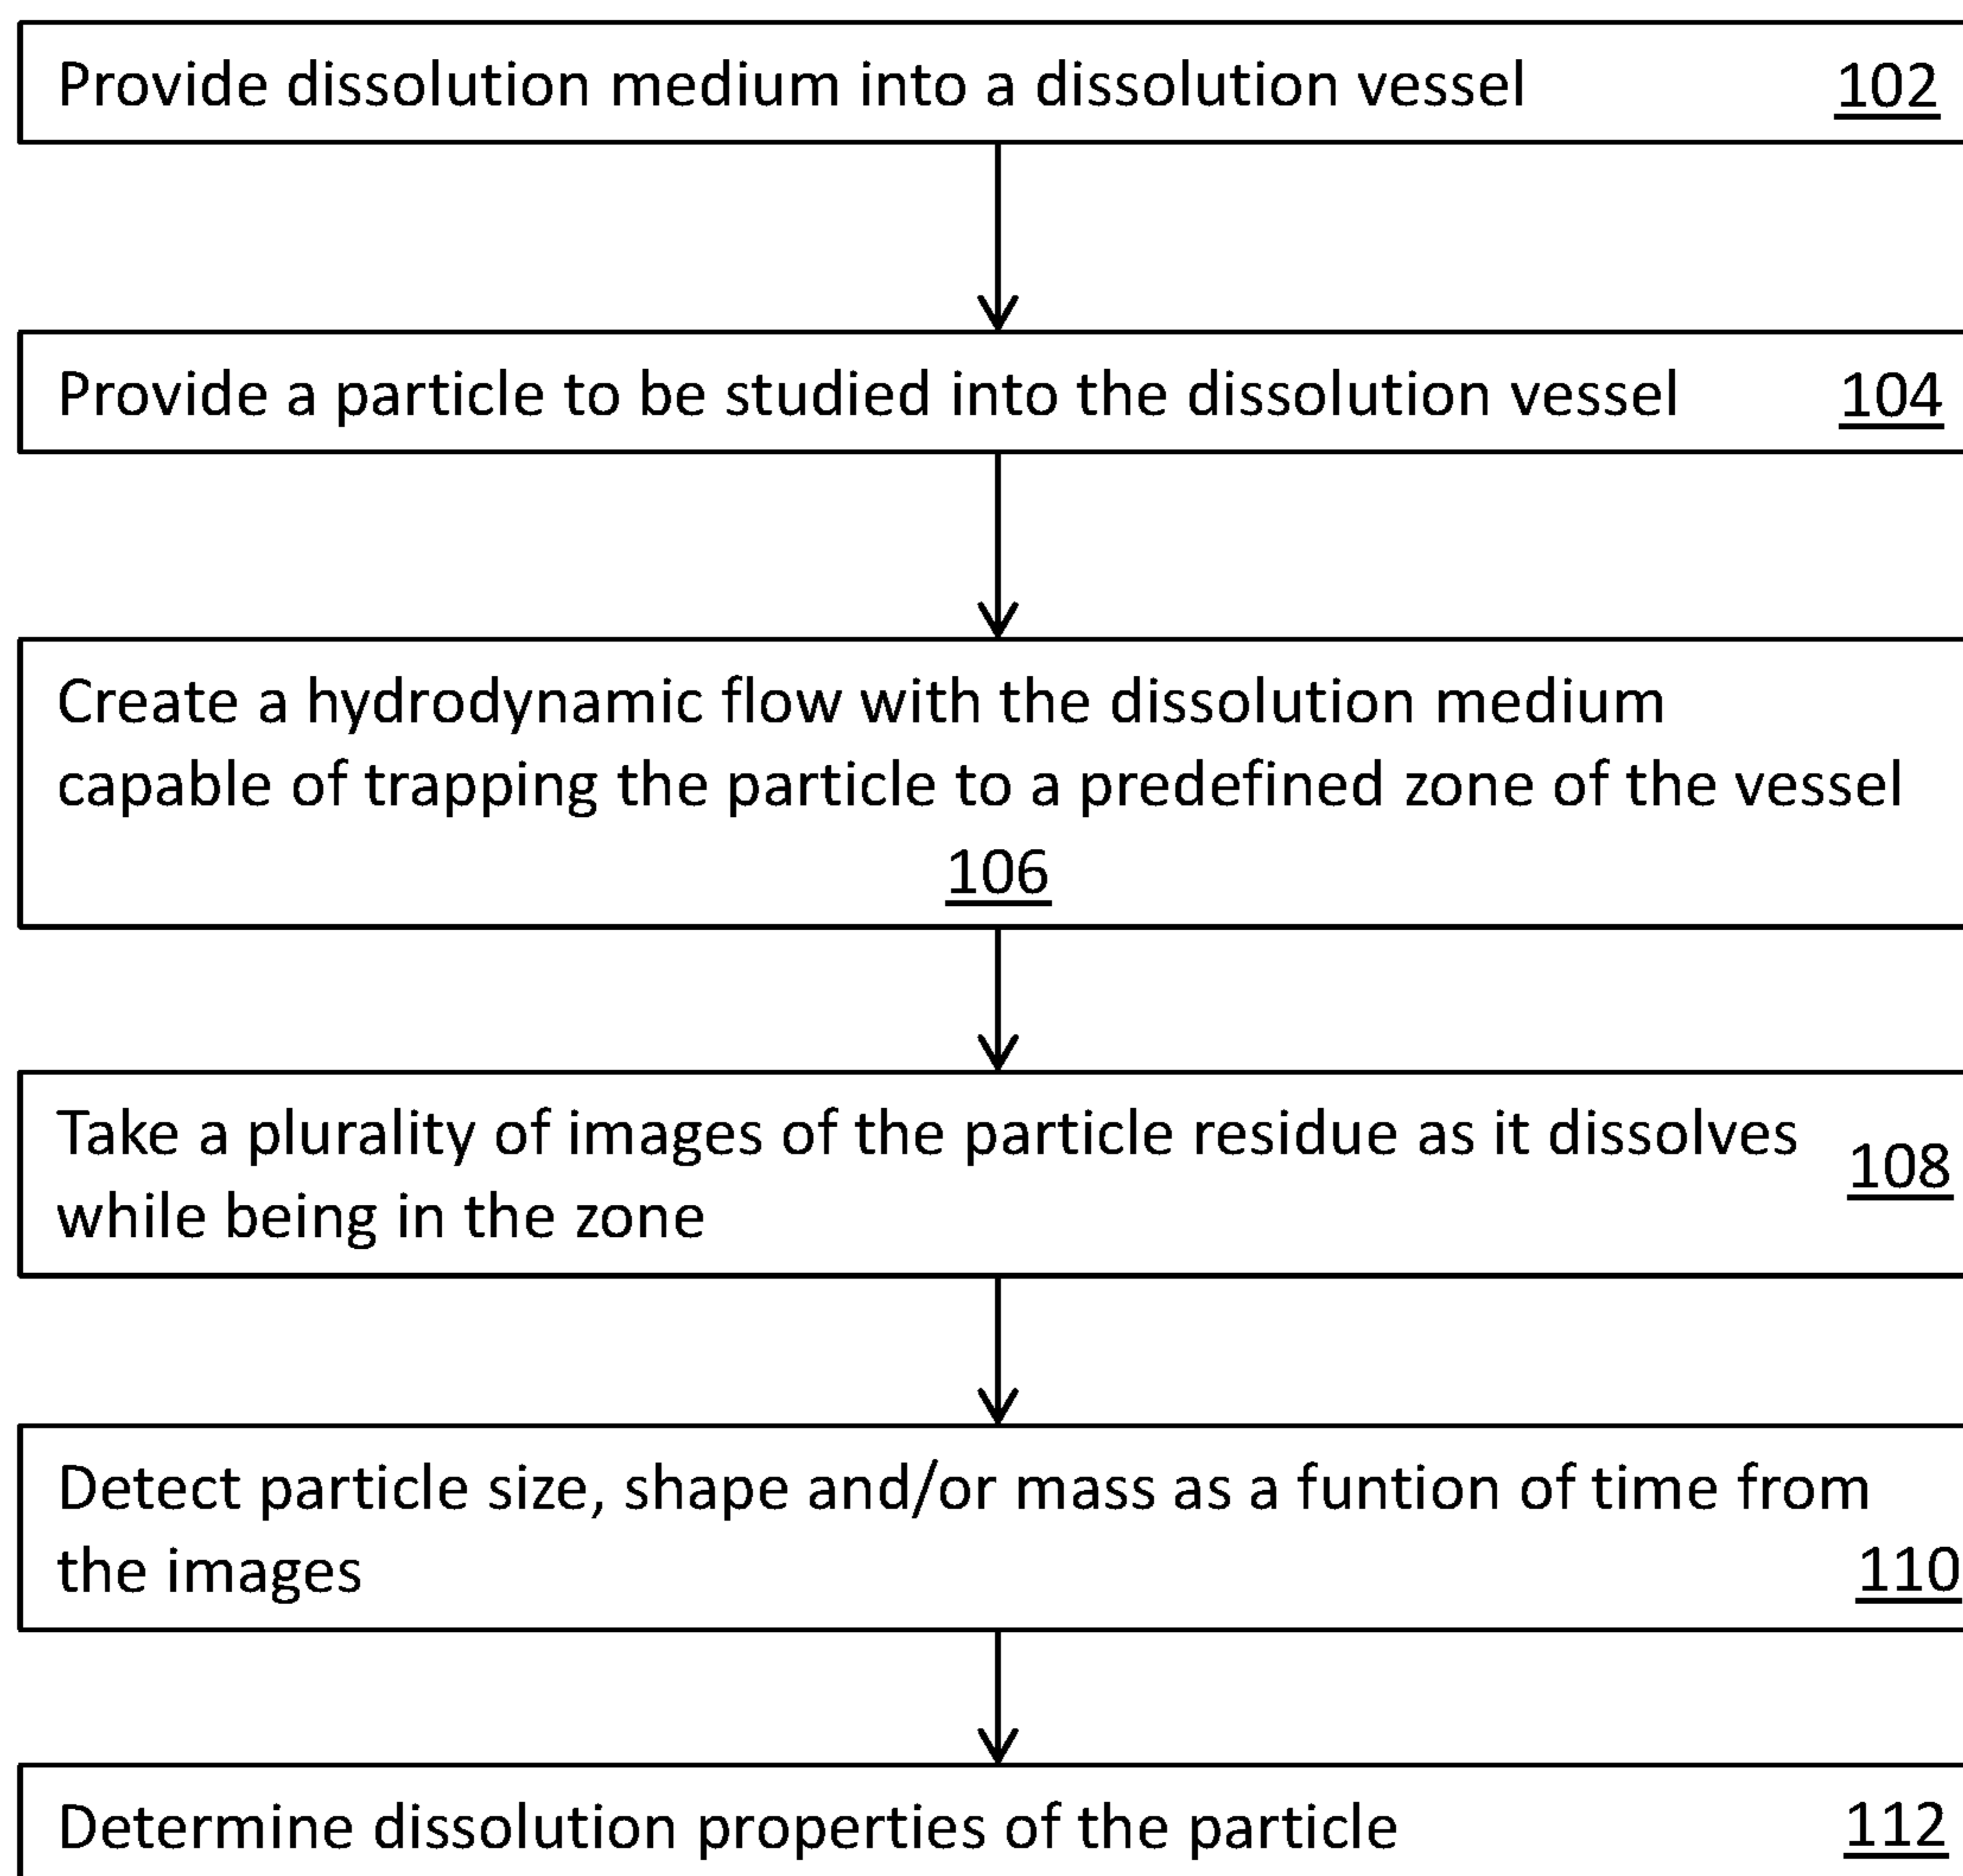 Provide dissolution medium into a dissolution vessel 102
Provide a particle to be studied into the dissolution vessel 104
Create a hydrodynamic flow with the dissolution medium
capable of trapping the particle to a predefined zone of the vessel
106
Take a plurality of images of the particle residue as it dissolves 108
while being in the zone
Detect particle size, shape and/or mass as a funtion of time from
the images 110
Determine dissolution properties of the particle 112